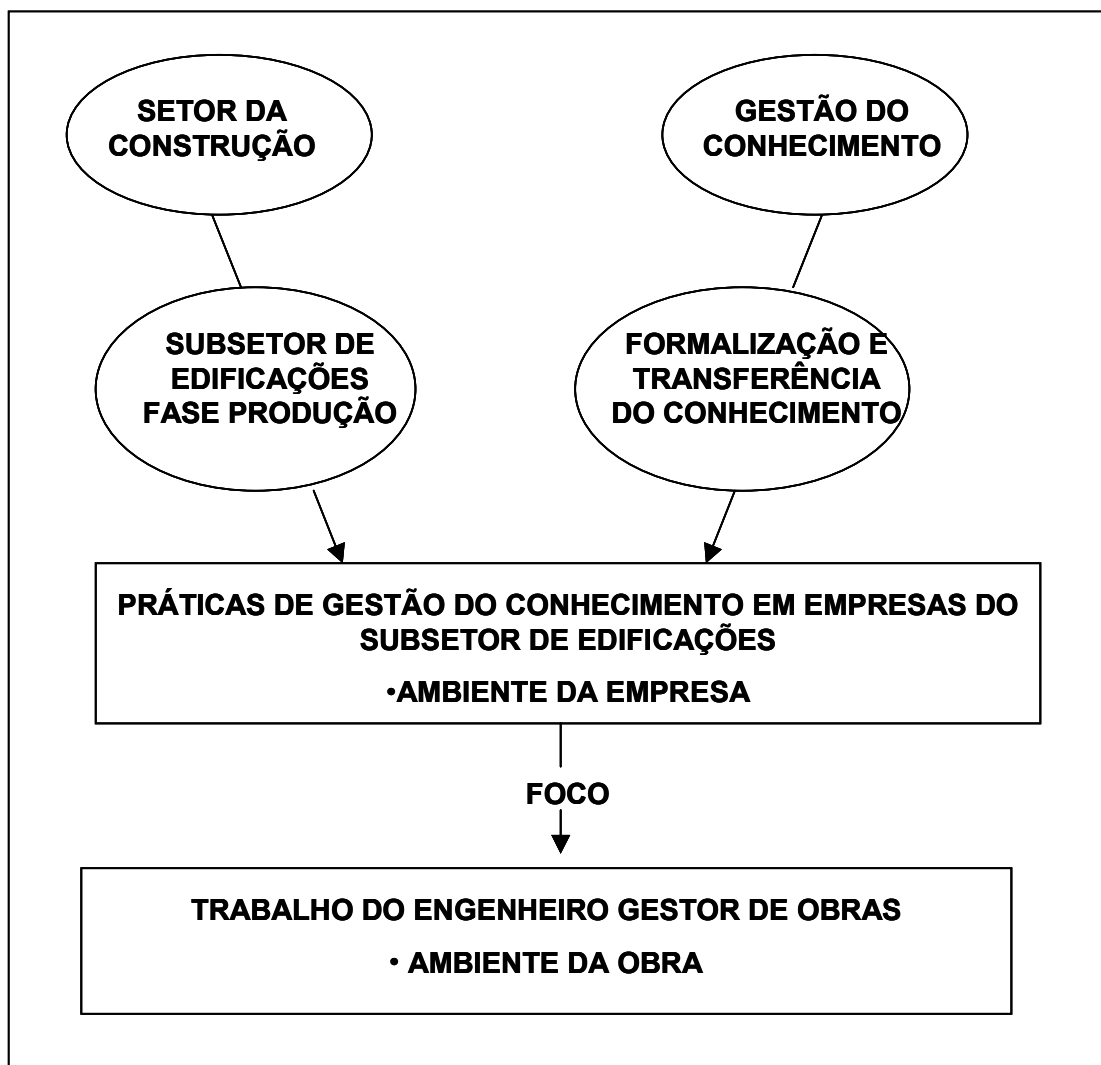 SETOR DA
CONSTRUÇÃO
GESTÃO DO
CONHECIMENTO
SUBSETOR DE
EDIFICAÇÕES
FASE PRODUÇÃO
FORMALIZAÇÃO E
TRANSFERÊNCIA
DO CONHECIMENTO
PRÁTICAS DE GESTÃO DO CONHECIMENTO EM EMPRESAS DO
SUBSETOR DE EDIFICAÇÕES
•AMBIENTE DA EMPRESA
FOCO
TRABALHO DO ENGENHEIRO GESTOR DE OBRAS
• AMBIENTE DA OBRA